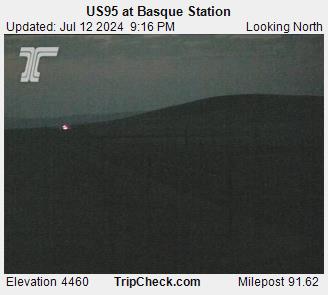 US95 at Basque Station
Updated: Jul 12 2024 9:16 PM Looking North
Elevation 4460 TripCheck.com Milepost 91.62